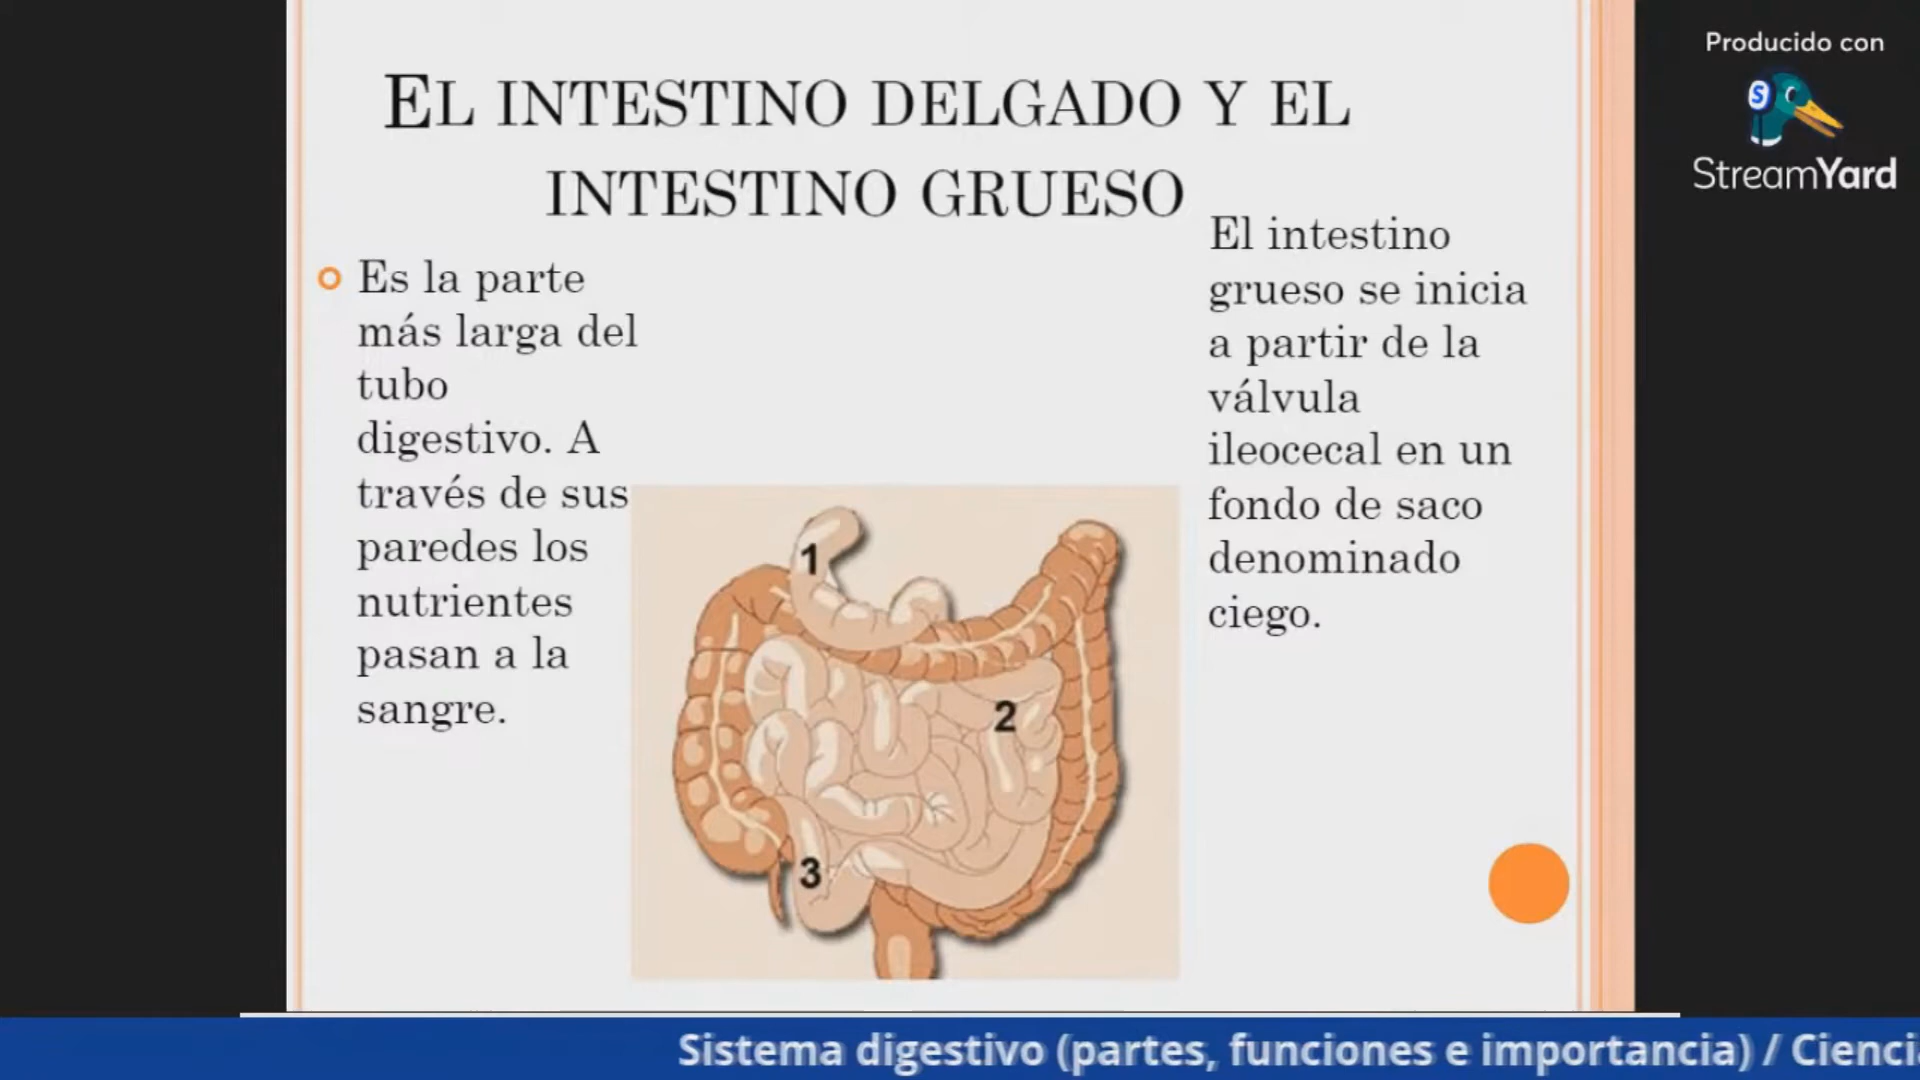 EL INTESTINO DELGADO Y EL
INTESTINO GRUESO
Es la parte
más larga del
tubo
digestivo. A
través de sus
paredes los
nutrientes
pasan a la
sangre.
El intestino
grueso se inicia
a partir de la
válvula
ileocecal en un
fondo de saco
denominado
ciego.
1
2
3
Producido con
S
StreamYard
Sistema digestivo (partes, funciones e importancia) / Cienci